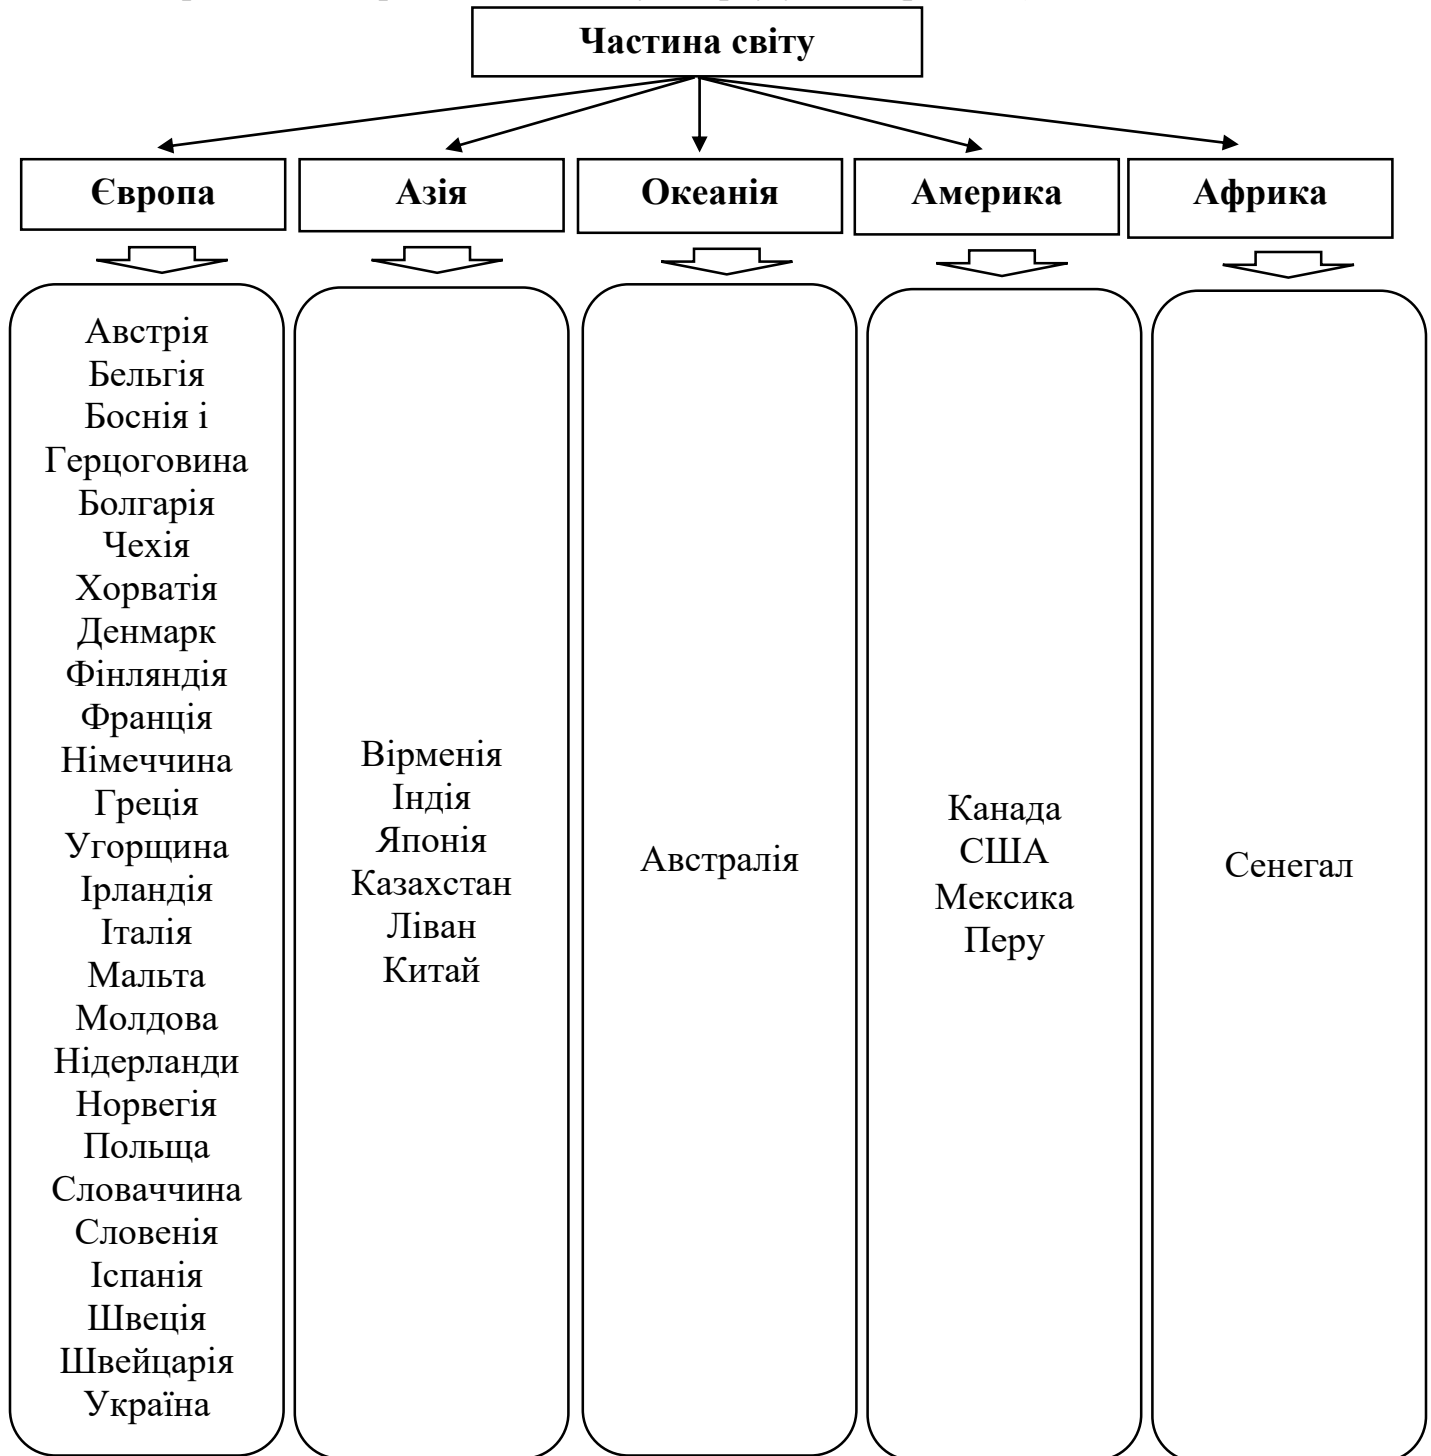 Частина світу
Європа
Азія
Океанія
Америка
Африка
Австрія
Бельгія
Боснія і
Герцоговина
Болгарія
Чехія
Хорватія
Денмарк
Фінляндія
Франція
Німеччина
Греція
Угорщина
Ірландія
Італія
Мальта
Молдова
Нідерланди
Норвегія
Польща
Словаччина
Словенія
Іспанія
Швеція
Швейцарія
Україна
Вірменія
Індія
Японія
Казахстан
Ліван
Китай
Австралія
Канада
США
Мексика
Перу
Сенегал